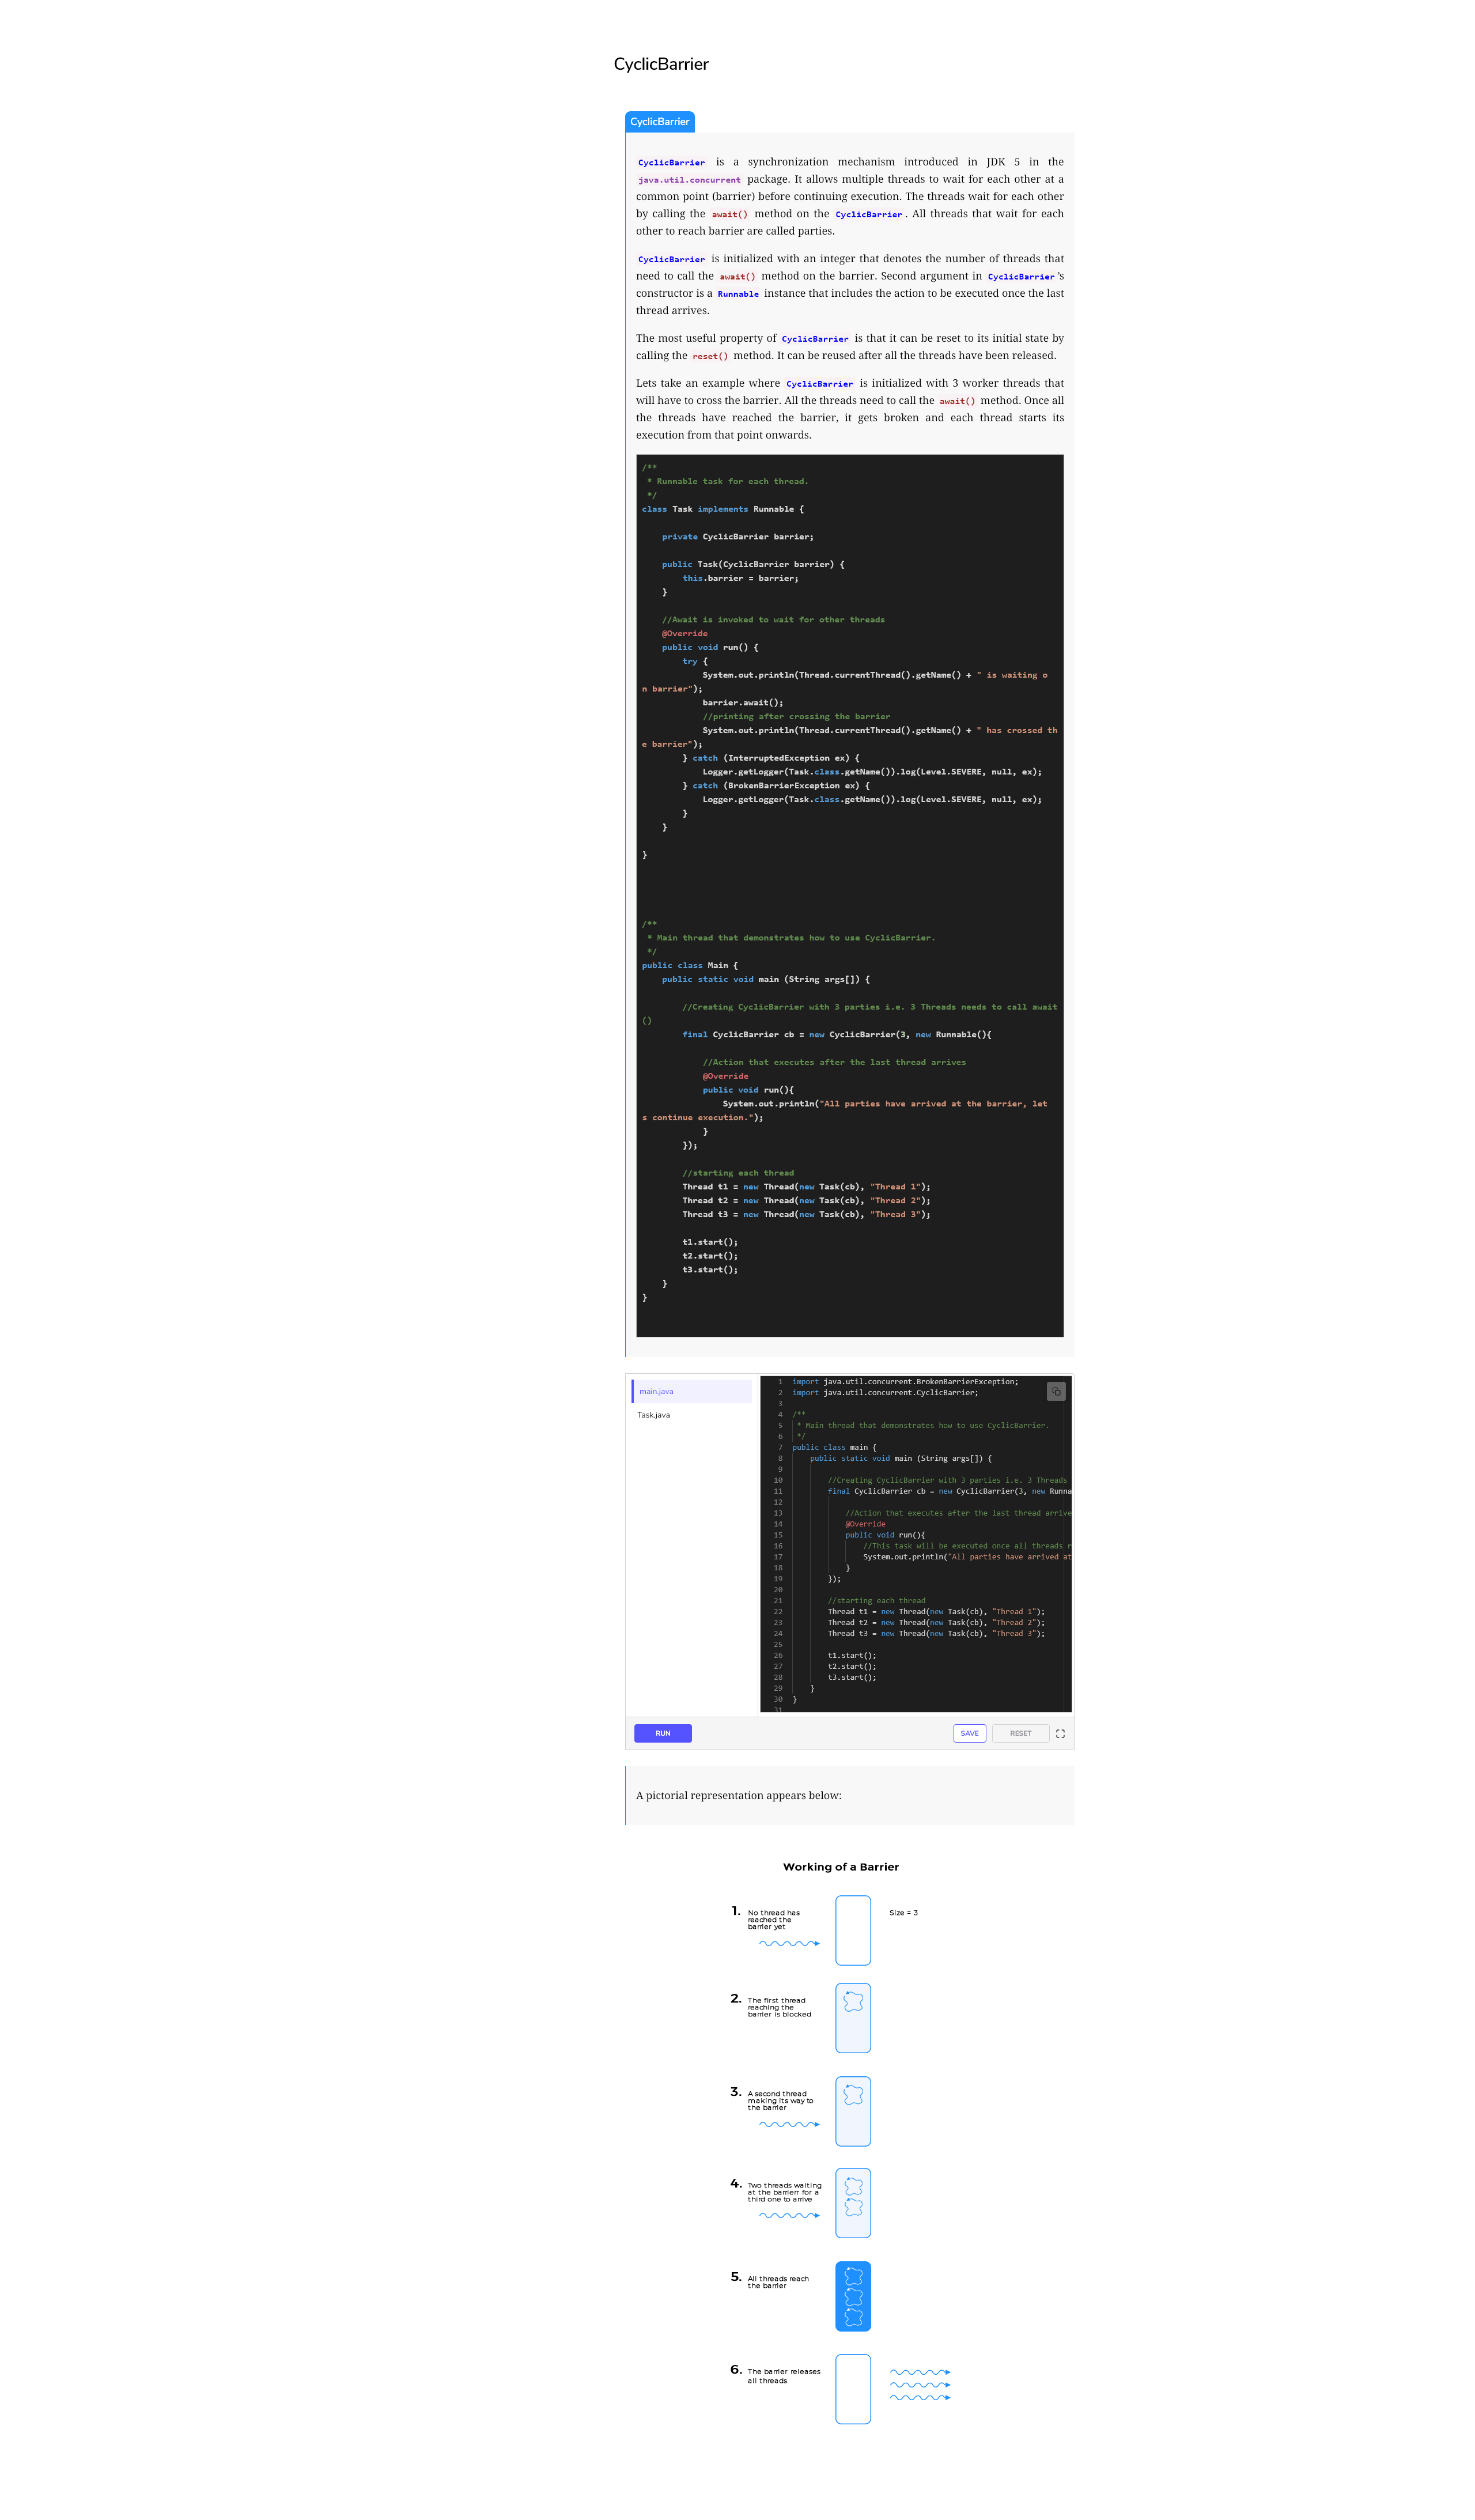 CyclicBarrier
CyclicBarrier
CyclicBarrier is a synchronization mechanism introduced in JDK 5 in the
java.util.concurrent package. It allows multiple threads to wait for each other at a
common point (barrier) before continuing execution. The threads wait for each other
by calling the await() method on the CyclicBarrier. All threads that wait for each
other to reach barrier are called parties.
CyclicBarrier is initialized with an integer that denotes the number of threads that
need to call the await() method on the barrier. Second argument in CyclicBarrier’s
constructor is a Runnable instance that includes the action to be executed once the last
thread arrives.
The most useful property of CyclicBarrier is that it can be reset to its initial state by
calling the reset() method. It can be reused after all the threads have been released.
Lets take an example where CyclicBarrier is initialized with 3 worker threads that
will have to cross the barrier. All the threads need to call the await() method. Once all
the threads have reached the barrier, it gets broken and each thread starts its
execution from that point onwards.
/**
 * Runnable task for each thread.
 */
class Task implements Runnable {
    private CyclicBarrier barrier;
    public Task(CyclicBarrier barrier) {
        this.barrier = barrier;
    }
    //Await is invoked to wait for other threads
    @Override
    public void run() {
        try {
            System.out.println(Thread.currentThread().getName() + " is waiting o
n barrier");
            barrier.await();
            //printing after crossing the barrier
            System.out.println(Thread.currentThread().getName() + " has crossed th
e barrier");
        } catch (InterruptedException ex) {
            Logger.getLogger(Task.class.getName()).log(Level.SEVERE, null, ex);
        } catch (BrokenBarrierException ex) {
            Logger.getLogger(Task.class.getName()).log(Level.SEVERE, null, ex);
        }
    }
}
/**
 * Main thread that demonstrates how to use CyclicBarrier.
 */
public class Main {
    public static void main (String args[]) {
        //Creating CyclicBarrier with 3 parties i.e. 3 Threads needs to call await
()
        final CyclicBarrier cb = new CyclicBarrier(3, new Runnable(){
            //Action that executes after the last thread arrives
            @Override
            public void run(){
                System.out.println("All parties have arrived at the barrier, let
s continue execution.");
            }
        });
        //starting each thread
        Thread t1 = new Thread(new Task(cb), "Thread 1");
        Thread t2 = new Thread(new Task(cb), "Thread 2");
        Thread t3 = new Thread(new Task(cb), "Thread 3");
        t1.start();
        t2.start();
        t3.start();
    }
}
main.java
Task.java
1 import java.util.concurrent.BrokenBarrierException;
2 import java.util.concurrent.CyclicBarrier;
3
4 /**
5  * Main thread that demonstrates how to use CyclicBarrier.
6  */
7 public class main {
8     public static void main (String args[]) {
9
10         //Creating CyclicBarrier with 3 parties i.e. 3 Threads
11         final CyclicBarrier cb = new CyclicBarrier(3, new Runna
12
13             //Action that executes after the last thread arrive
14             @Override
15             public void run(){
16                 //This task will be executed once all threads r
17                 System.out.println("All parties have arrived at
18             }
19         });
20
21         //starting each thread
22         Thread t1 = new Thread(new Task(cb), "Thread 1");
23         Thread t2 = new Thread(new Task(cb), "Thread 2");
24         Thread t3 = new Thread(new Task(cb), "Thread 3");
25
26         t1.start();
27         t2.start();
28         t3.start();
29     }
30 }
31
RUN
SAVE
RESET
A pictorial representation appears below:
Working of a Barrier
1. No thread has
reached the
barrier yet
Size = 3
2. The first thread
reaching the
barrier is blocked
3. A second thread
making its way to
the barrier
4. Two threads waiting
at the barierr for a
third one to arrive
5. All threads reach
the barrier
6. The barrier releases
all threads